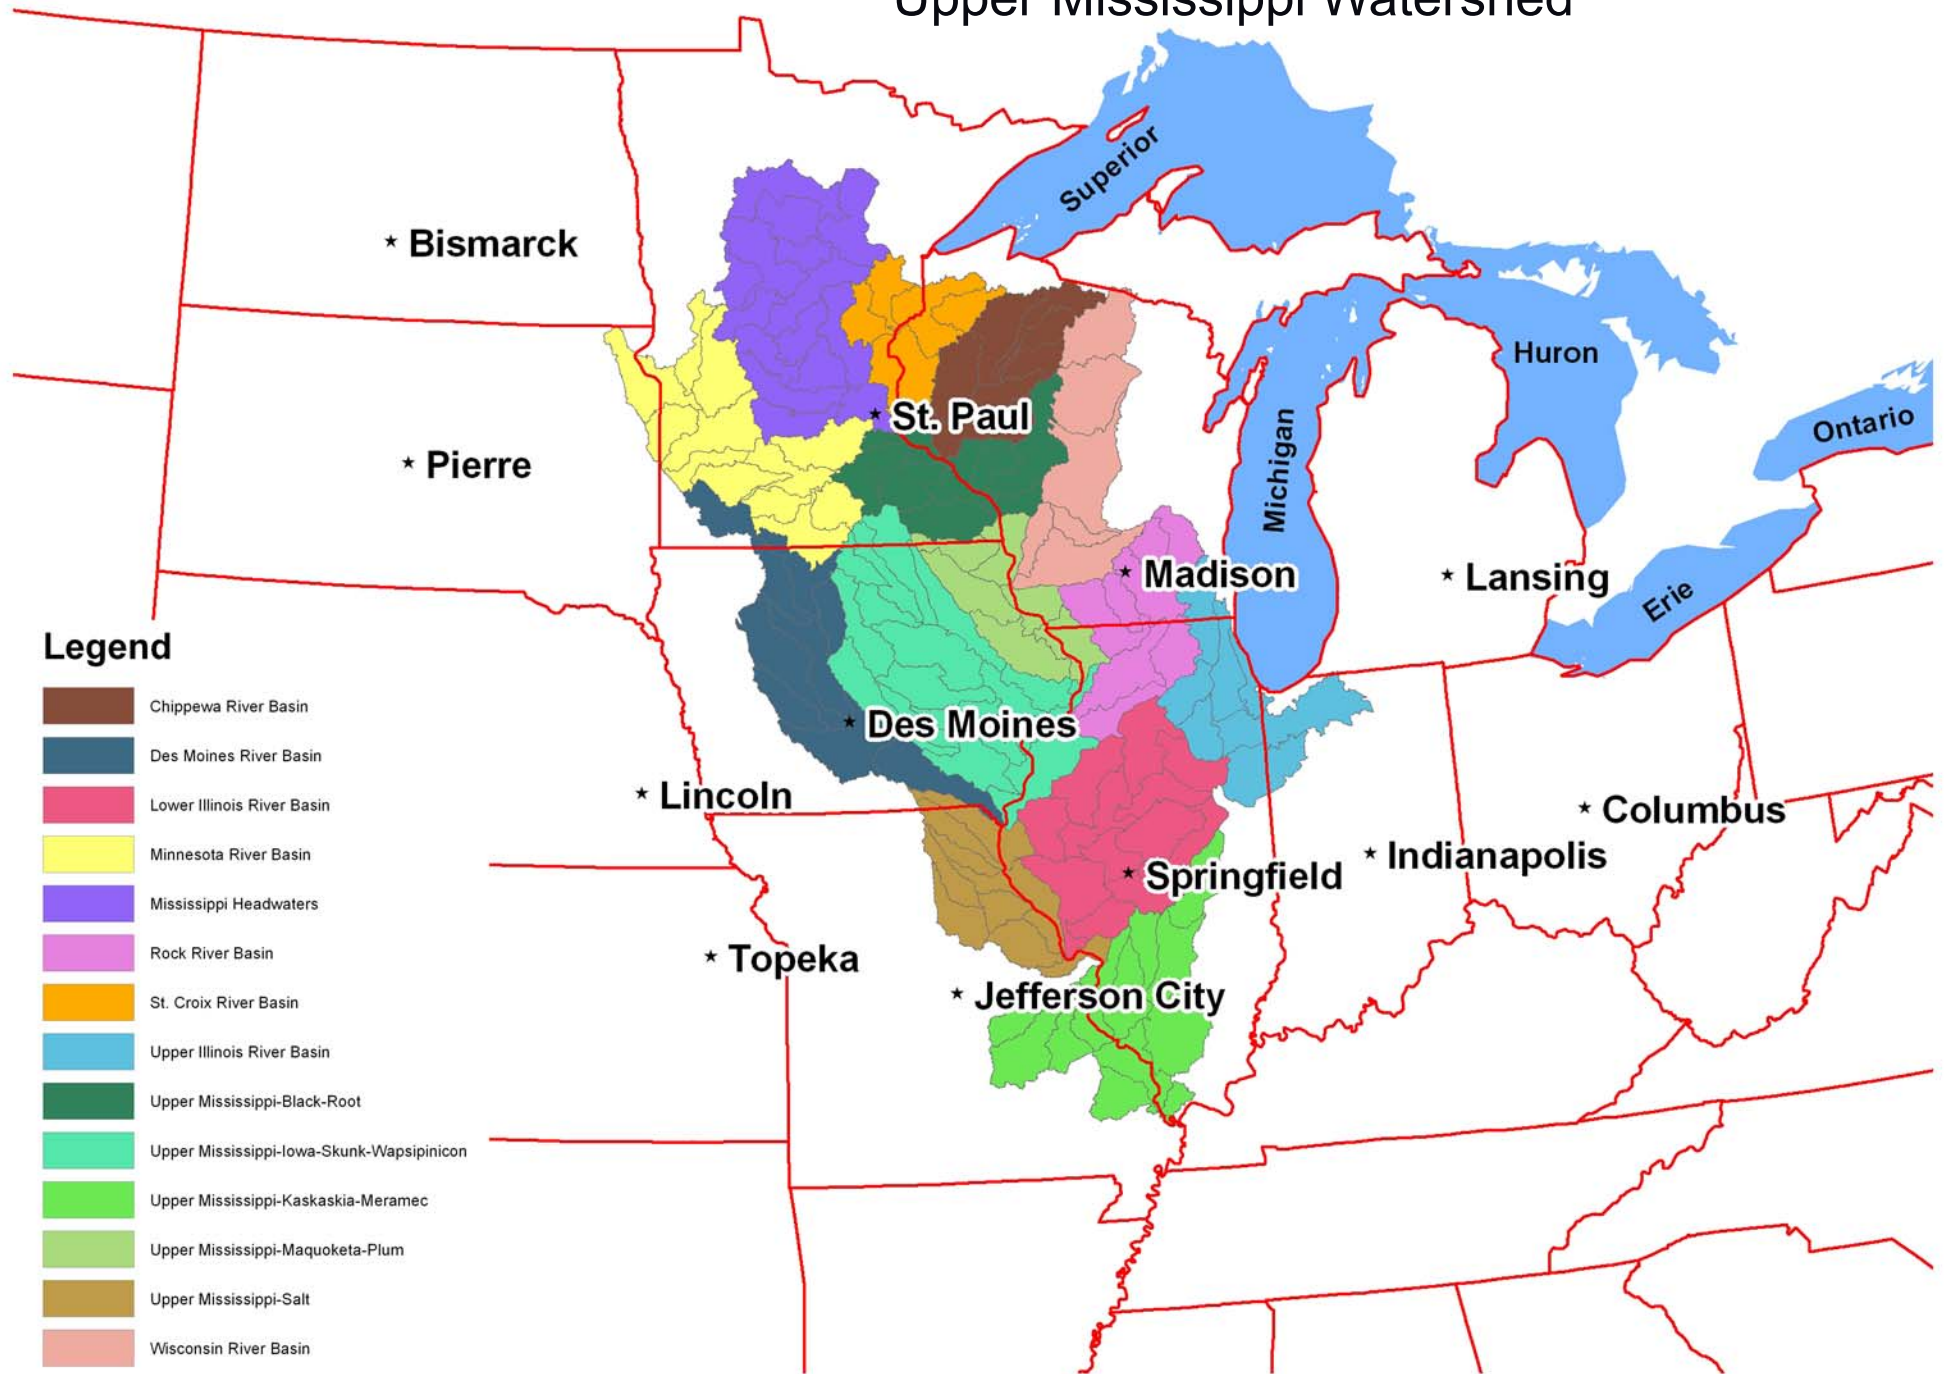 Upper Mississippi Watershed
Superior
Bismarck
Huron
St. Paul
Ontario
Michigan
Pierre
Madison
Lansing
Erie
Legend
Chippewa River Basin
Des Moines River Basin
Lower Illinois River Basin
Minnesota River Basin
Mississippi Headwaters
Rock River Basin
St. Croix River Basin
Upper Illinois River Basin
Upper Mississippi-Black-Root
Upper Mississippi-Iowa-Skunk-Wapsipinicon
Upper Mississippi-Kaskaskia-Meramec
Upper Mississippi-Maquoketa-Plum
Upper Mississippi-Salt
Wisconsin River Basin
Des Moines
Lincoln
Columbus
Indianapolis
Springfield
Topeka
Jefferson City